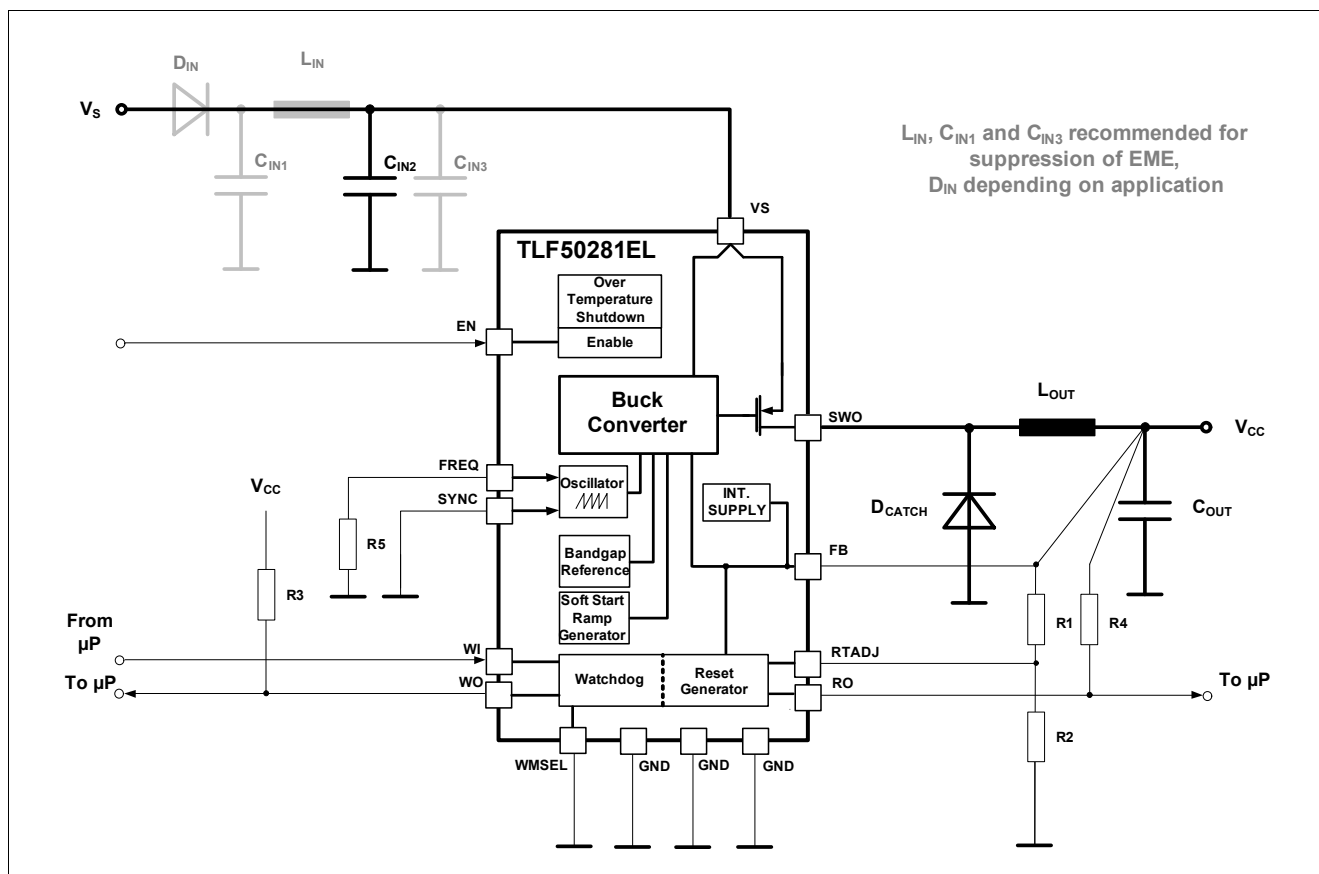 D_IN
L_IN
V_S
C_IN1
C_IN2
C_IN3
L_IN, C_IN1 and C_IN3 recommended for
suppression of EME,
D_IN depending on application
VS
TLF50281EL
Over
Temperature
Shutdown
EN
Enable
Buck
Converter
SWO
L_OUT
V_CC
FREQ
Oscillator
SYNC
V_CC
INT.
SUPPLY
D_CATCH
C_OUT
R5
R3
FB
Bandgap
Reference
Soft Start
Ramp
Generator
R1
R4
From
µP
WI
Watchdog
Reset
Generator
RTADJ
To µP
WO
RO
To µP
R2
WMSEL
GND
GND
GND